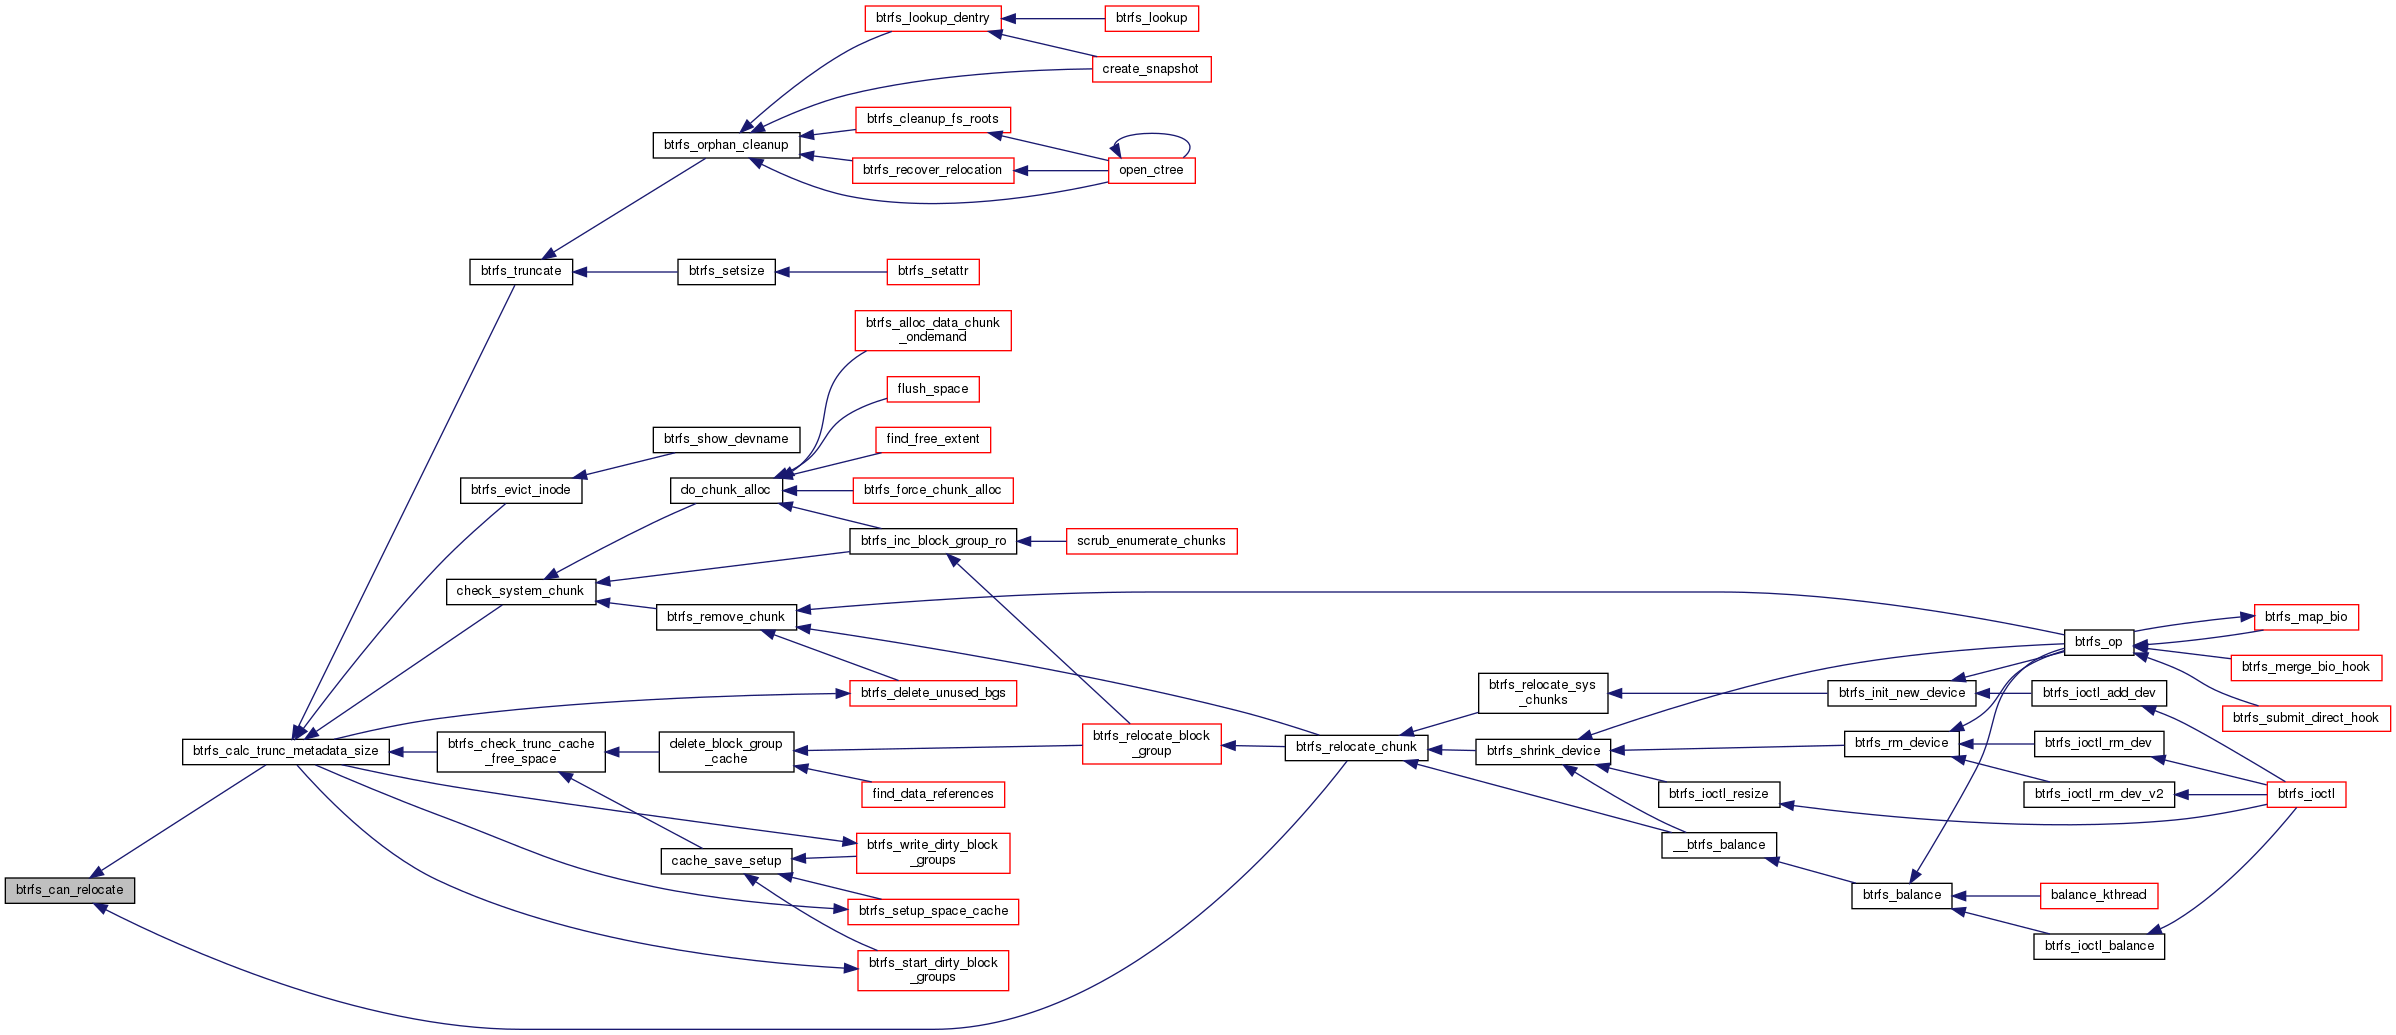 btrfs_lookup_dentry
btrfs_lookup
create_snapshot
btrfs_cleanup_fs_roots
btrfs_orphan_cleanup
btrfs_recover_relocation
open_ctree
btrfs_truncate
btrfs_setsize
btrfs_setattr
btrfs_alloc_data_chunk
_ondemand
flush_space
btrfs_show_devname
find_free_extent
btrfs_evict_inode
do_chunk_alloc
btrfs_force_chunk_alloc
btrfs_inc_block_group_ro
scrub_enumerate_chunks
check_system_chunk
btrfs_remove_chunk
btrfs_map_bio
btrfs_op
btrfs_merge_bio_hook
btrfs_delete_unused_bgs
btrfs_relocate_sys
_chunks
btrfs_init_new_device
btrfs_ioctl_add_dev
btrfs_submit_direct_hook
btrfs_calc_trunc_metadata_size
btrfs_check_trunc_cache
_free_space
delete_block_group
_cache
btrfs_relocate_block
_group
btrfs_relocate_chunk
btrfs_shrink_device
btrfs_rm_device
btrfs_ioctl_rm_dev
find_data_references
btrfs_ioctl_resize
btrfs_ioctl_rm_dev_v2
btrfs_ioctl
btrfs_write_dirty_block
_groups
cache_save_setup
__btrfs_balance
btrfs_can_relocate
btrfs_setup_space_cache
btrfs_balance
balance_kthread
btrfs_ioctl_balance
btrfs_start_dirty_block
_groups